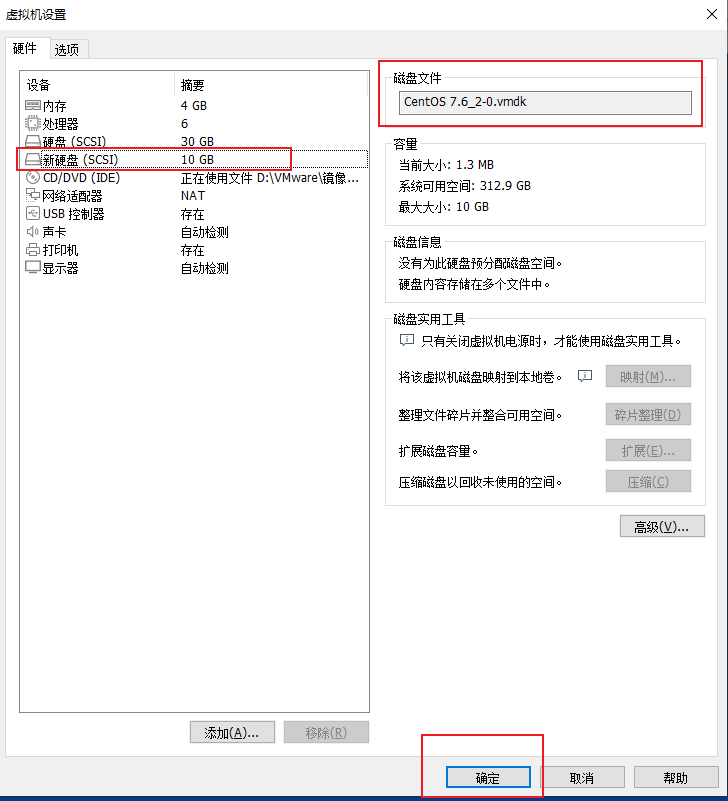 虚拟机设置
硬件 选项
设备 摘要
内存 4 GB
处理器 6
硬盘 (SCSI) 30 GB
新硬盘 (SCSI) 10 GB
CD/DVD (IDE) 正在使用文件 D:\VMware\镜像...
网络适配器 NAT
USB 控制器 存在
声卡 自动检测
打印机 存在
显示器 自动检测
添加(A)... 移除(R)
磁盘文件
CentOS 7.6_2-0.vmdk
容量
当前大小: 1.3 MB
系统可用空间: 312.9 GB
最大大小: 10 GB
磁盘信息
没有为此硬盘预分配磁盘空间。
硬盘内容存储在多个文件中。
磁盘实用工具
只有关闭虚拟机电源时，才能使用磁盘实用工具。
将该虚拟机磁盘映射到本地卷。 映射(M)...
整理文件碎片并整合可用空间。 碎片整理(D)
扩展磁盘容量。 扩展(E)...
压缩磁盘以回收未使用的空间。 压缩(C)
高级(V)...
确定 取消 帮助